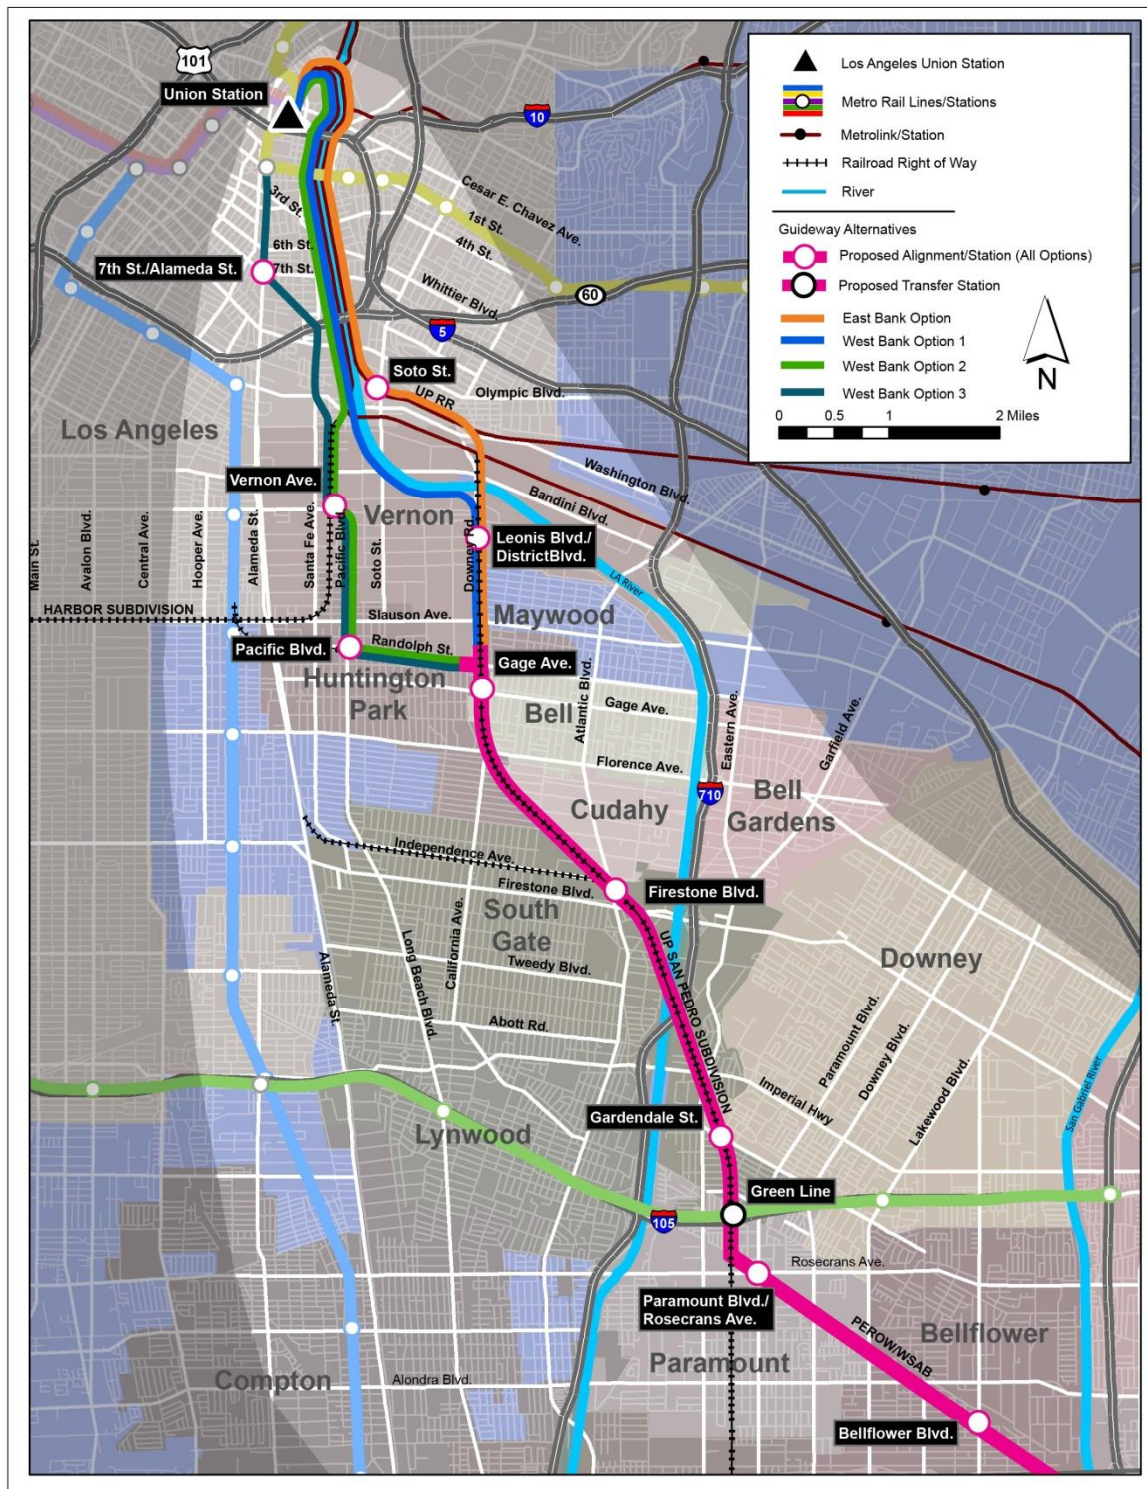 101
Union Station
10
Cesar E. Chavez Ave.
3rd St.
1st St.
4th St.
6th St.
7th St./Alameda St.
7th St.
Whittier Blvd.
60
5
Soto St.
UP RR
Olympic Blvd.
Los Angeles
Vernon Ave.
Washington Blvd.
Bandini Blvd.
Vernon
Leonis Blvd./
DistrictBlvd.
Main St.
Avalon Blvd.
Central Ave.
Hooper Ave.
Alameda St.
Santa Fe Ave.
Pacific Blvd.
Soto St.
Downey Rd.
LA River
HARBOR SUBDIVISION
Slauson Ave.
Maywood
Pacific Blvd.
Randolph St.
Gage Ave.
Huntington
Park
Bell
Gage Ave.
Atlantic Blvd.
Eastern Ave.
Garfield Ave.
Florence Ave.
710
Bell
Gardens
Cudahy
Independence Ave.
Firestone Blvd.
Firestone Blvd.
South
Gate
California Ave.
Long Beach Blvd.
Alameda St.
Tweedy Blvd.
Abott Rd.
UP SAN PEDRO SUBDIVISION
Downey
Paramount Blvd.
Downey Blvd.
Lakewood Blvd.
Imperial Hwy
San Gabriel River
Gardendale St.
Lynwood
Green Line
105
Rosecrans Ave.
Paramount Blvd./
Rosecrans Ave.
Paramount
PEROW/WSAB
Bellflower
Compton
Alondra Blvd.
Bellflower Blvd.
Los Angeles Union Station
Metro Rail Lines/Stations
Metrolink/Station
Railroad Right of Way
River
Guideway Alternatives
Proposed Alignment/Station (All Options)
Proposed Transfer Station
East Bank Option
West Bank Option 1
West Bank Option 2
West Bank Option 3
N
0 0.5 1 2 Miles